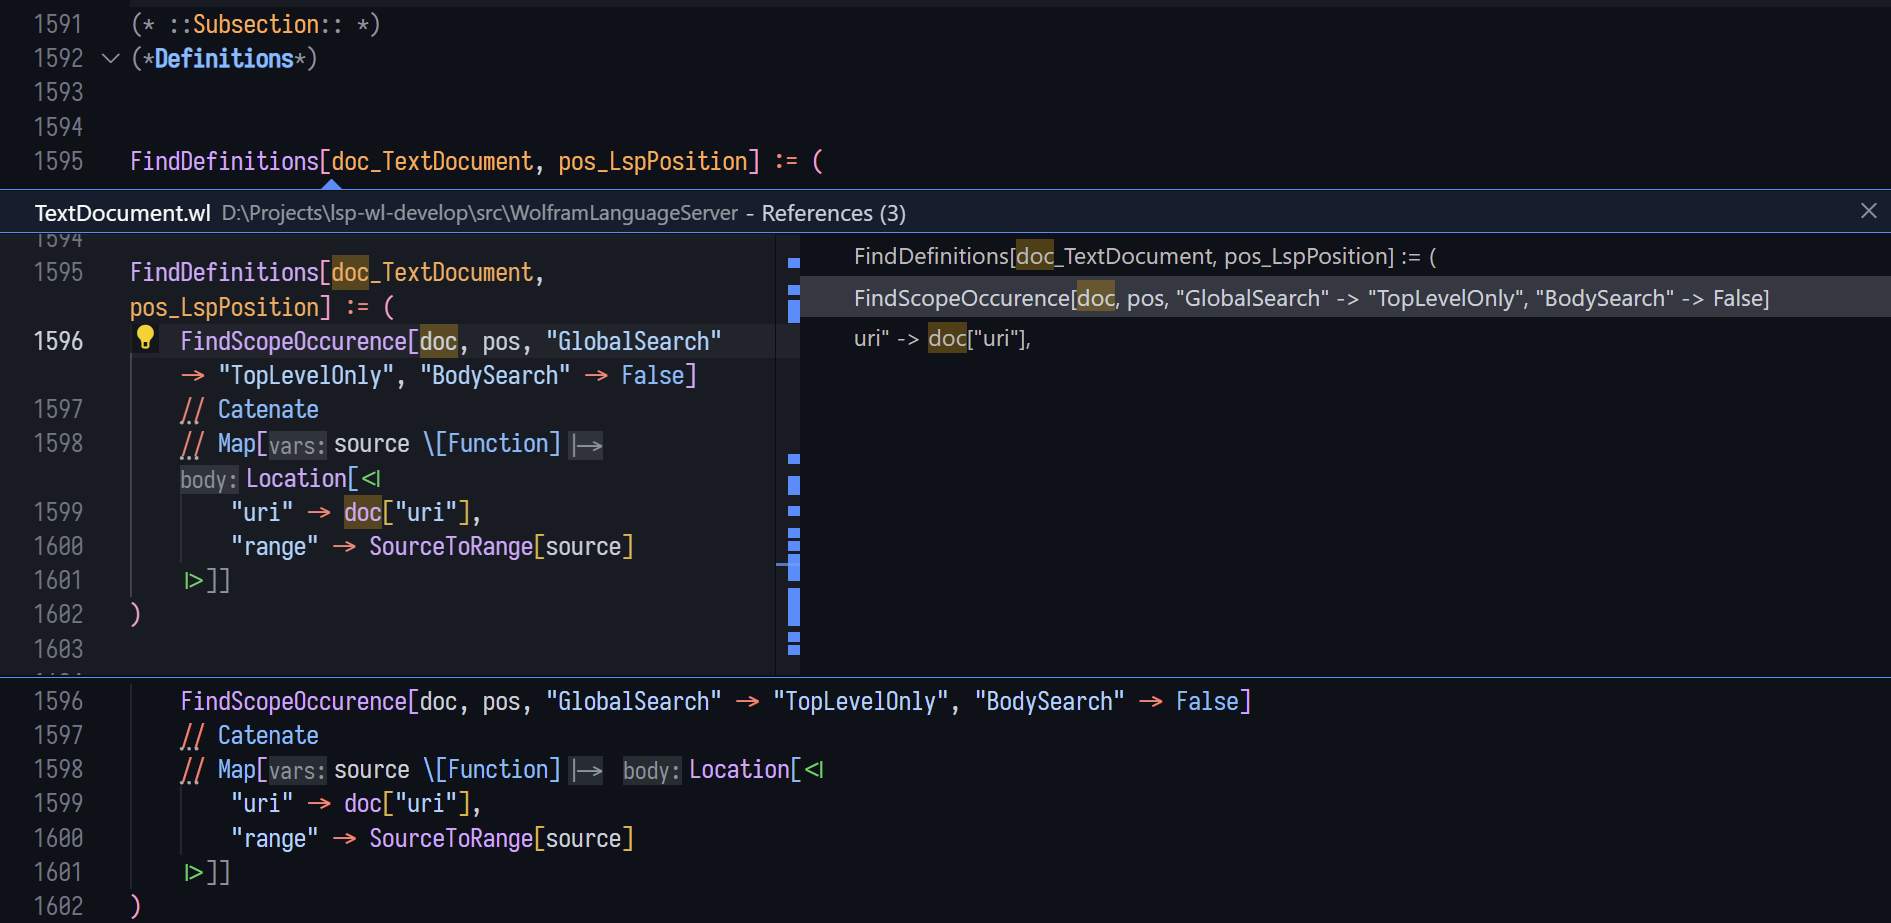 1591 (* ::Subsection:: *)
1592 (*Definitions*)
1593
1594
1595 FindDefinitions[doc_TextDocument, pos_LspPosition] := (
TextDocument.wl D:\Projects\lsp-wl-develop\src\WolframLanguageServer - References (3)
1594
1595 FindDefinitions[doc_TextDocument,
pos_LspPosition] := (
1596 FindScopeOccurence[doc, pos, "GlobalSearch"
-> "TopLevelOnly", "BodySearch" -> False]
1597 // Catenate
1598 // Map[vars: source \[Function] |->
body: Location[<|
1599 "uri" -> doc["uri"],
1600 "range" -> SourceToRange[source]
1601 |>]]
1602 )
1603
FindDefinitions[doc_TextDocument, pos_LspPosition] := (
FindScopeOccurence[doc, pos, "GlobalSearch" -> "TopLevelOnly", "BodySearch" -> False]
uri" -> doc["uri"],
1596 FindScopeOccurence[doc, pos, "GlobalSearch" -> "TopLevelOnly", "BodySearch" -> False]
1597 // Catenate
1598 // Map[vars: source \[Function] |-> body: Location[<|
1599 "uri" -> doc["uri"],
1600 "range" -> SourceToRange[source]
1601 |>]]
1602 )